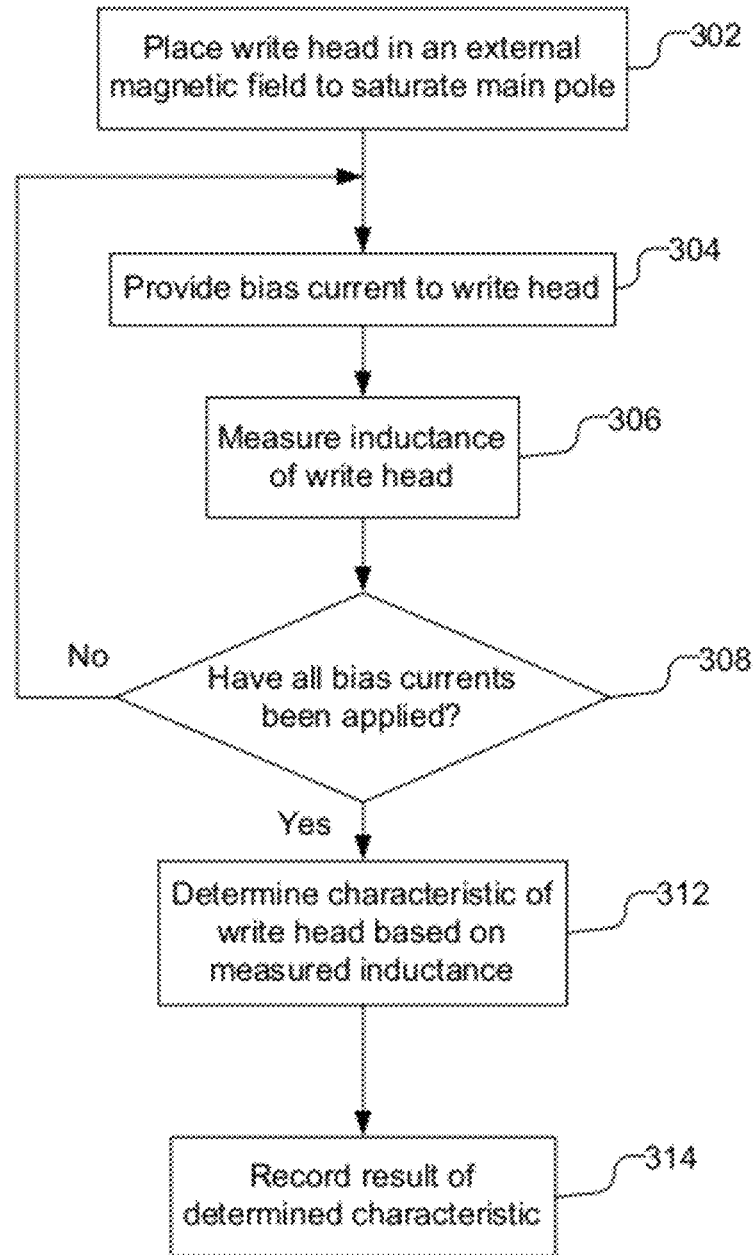 Place write head in an external
magnetic field to saturate main pole
302
Provide bias current to write head
304
Measure inductance
of write head
306
No
Have all bias currents
been applied?
308
Yes
Determine characteristic of
write head based on
measured inductance
312
Record result of
determined characteristic
314